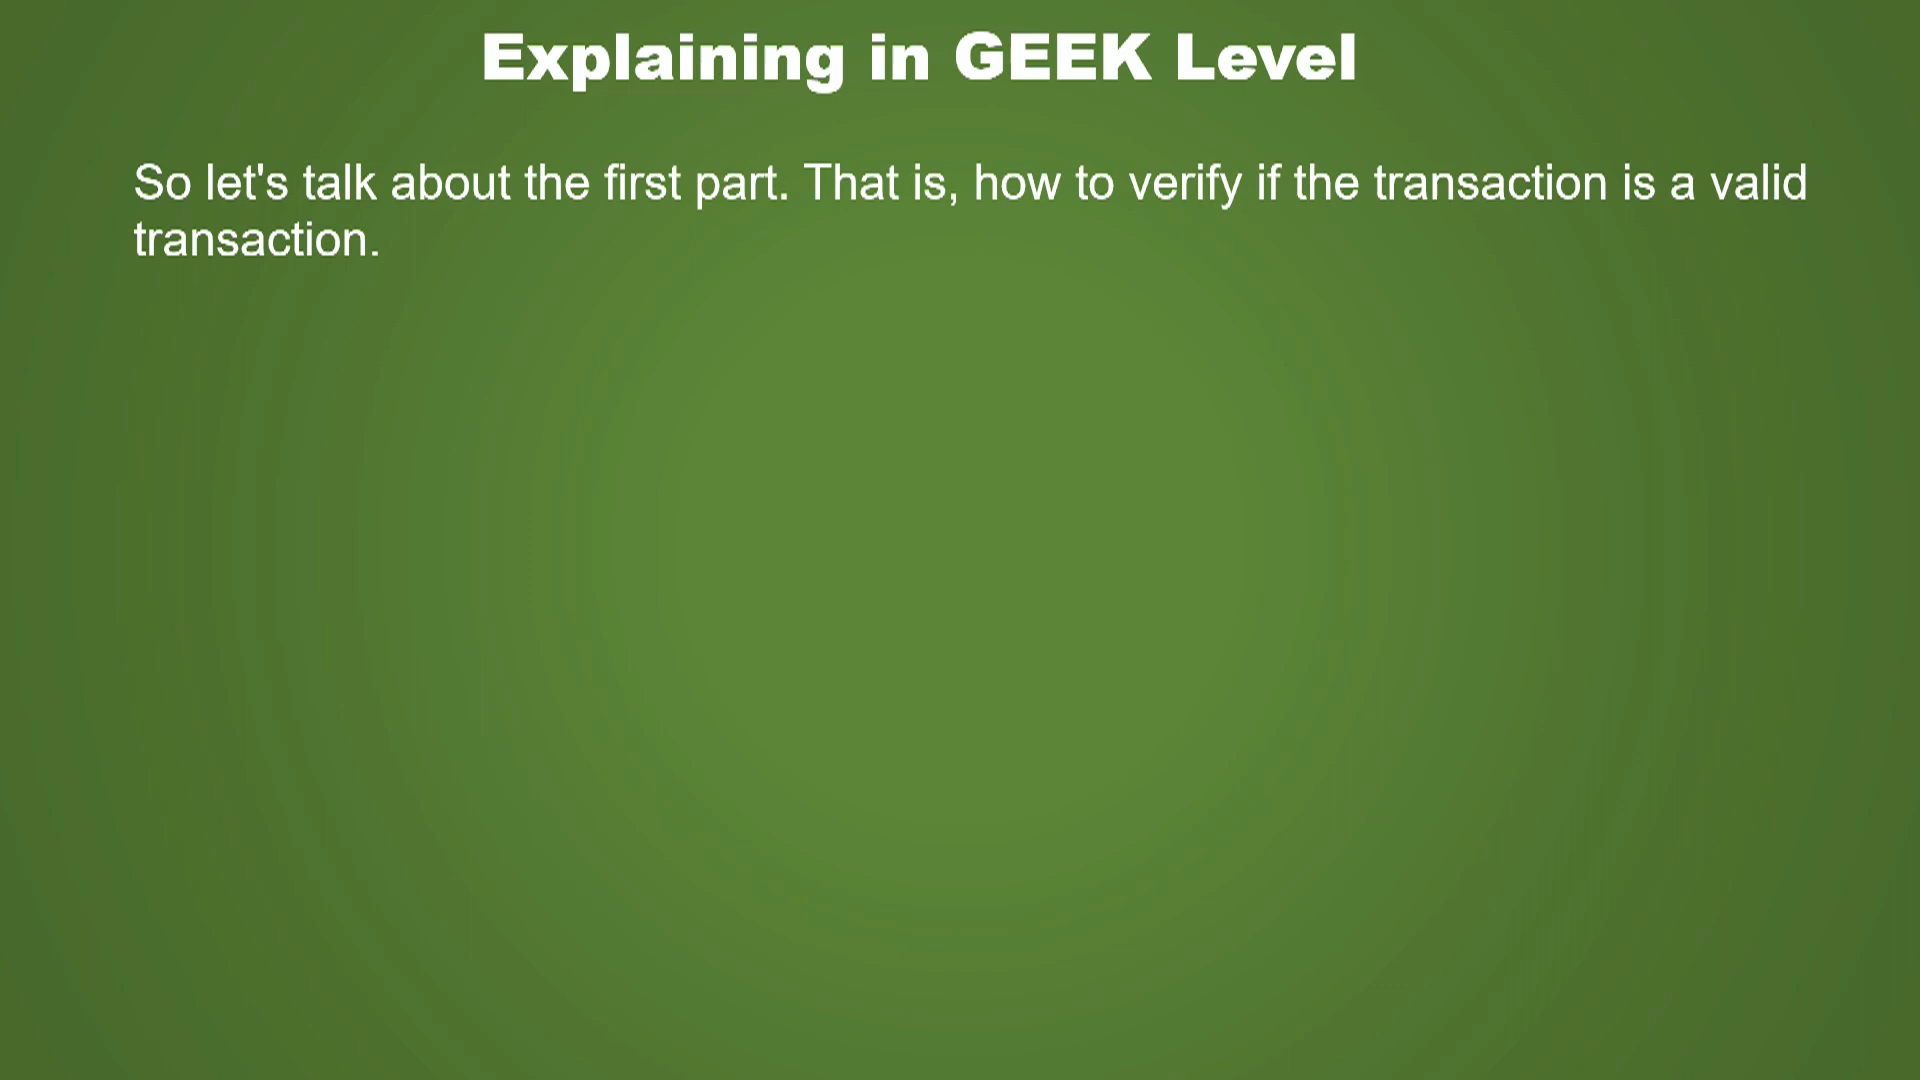 Explaining in GEEK Level
So let's talk about the first part. That is, how to verify if the transaction is a valid
transaction.